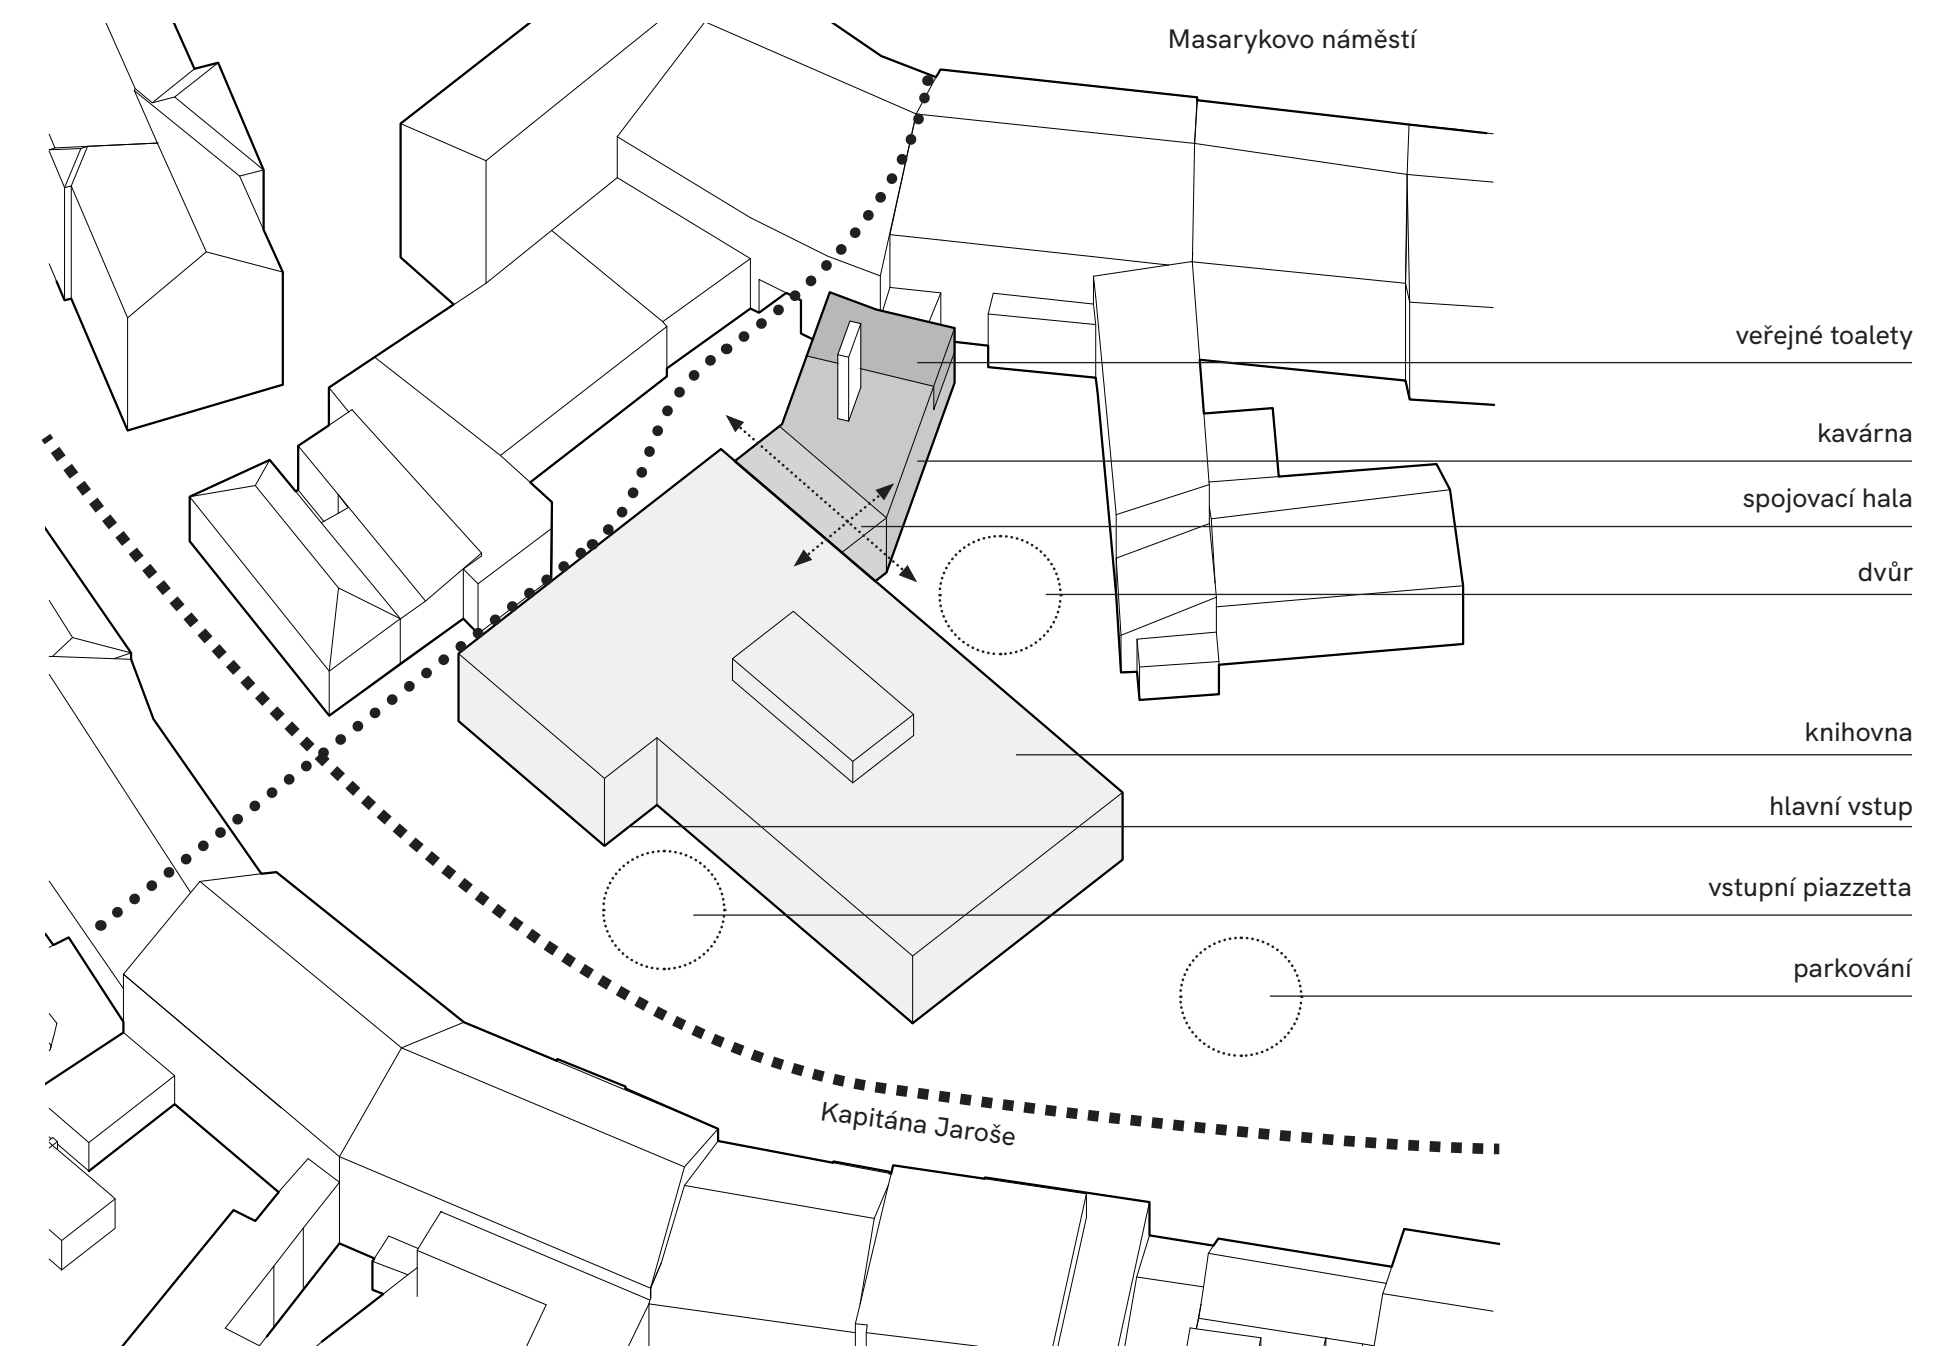 Masarykovo náměstí
veřejné toalety
kavárna
spojovací hala
dvůr
knihovna
hlavní vstup
vstupní piazzetta
parkování
Kapitána Jaroše